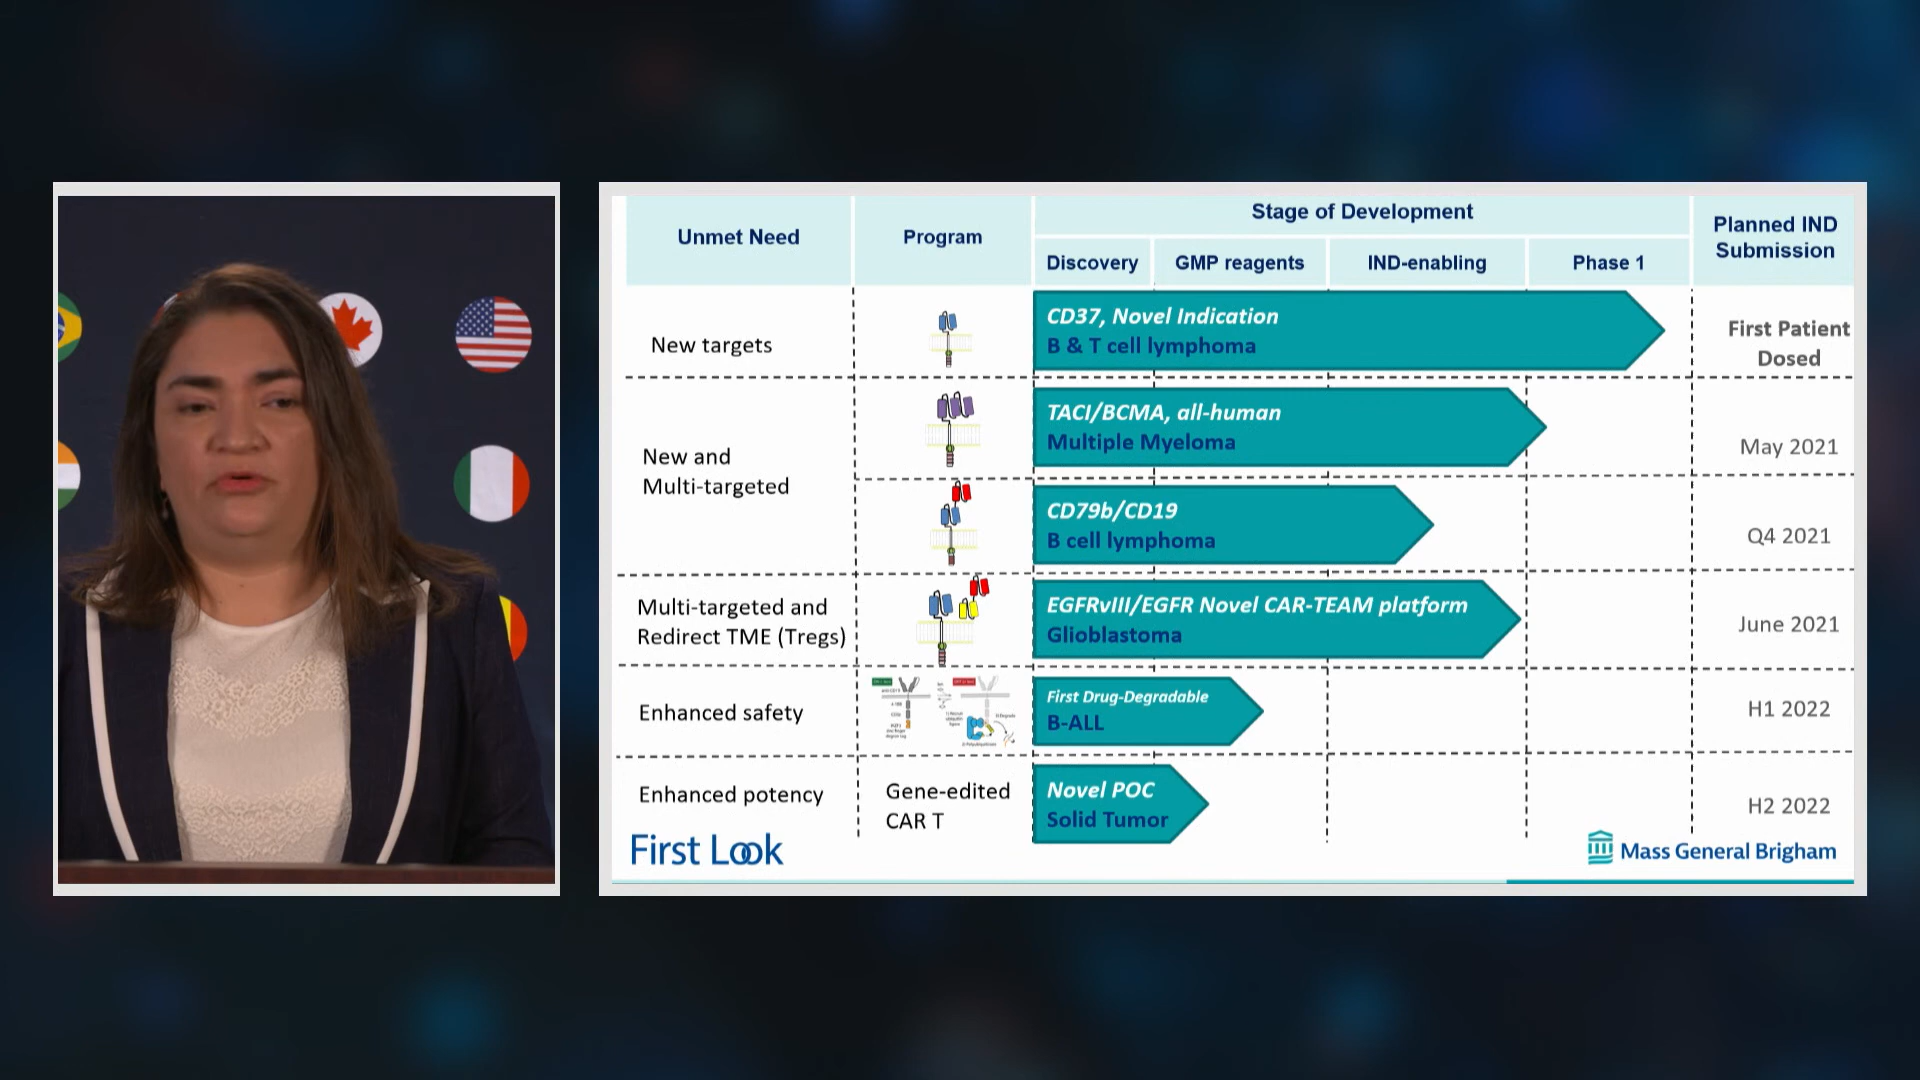 Unmet Need
Program
Stage of Development
Planned IND
Submission
Discovery
GMP reagents
IND-enabling
Phase 1
New targets
CD37, Novel Indication
B & T cell lymphoma
First Patient
Dosed
New and
Multi-targeted
TACI/BCMA, all-human
Multiple Myeloma
May 2021
CD79b/CD19
B cell lymphoma
Q4 2021
Multi-targeted and
Redirect TME (Tregs)
EGFRvIII/EGFR Novel CAR-TEAM platform
Glioblastoma
June 2021
Enhanced safety
First Drug-Degradable
B-ALL
H1 2022
Enhanced potency
Gene-edited
CAR T
Novel POC
Solid Tumor
H2 2022
First Look
Mass General Brigham